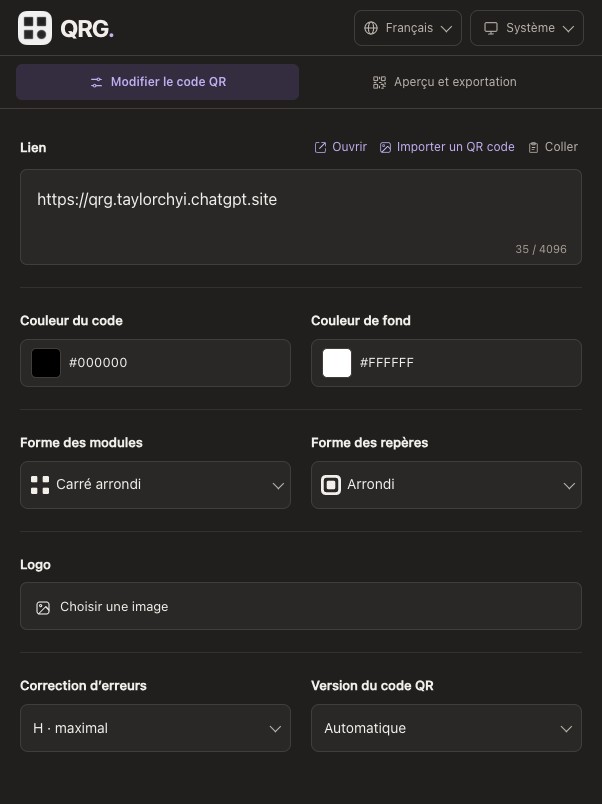 QRG.
Français
Système
Modifier le code QR
Aperçu et exportation
Lien
Ouvrir
Importer un QR code
Coller
https://qrg.taylorchyi.chatgpt.site
35 / 4096
Couleur du code
Couleur de fond
#000000
#FFFFFF
Forme des modules
Forme des repères
Carré arrondi
Arrondi
Logo
Choisir une image
Correction d’erreurs
Version du code QR
H · maximal
Automatique